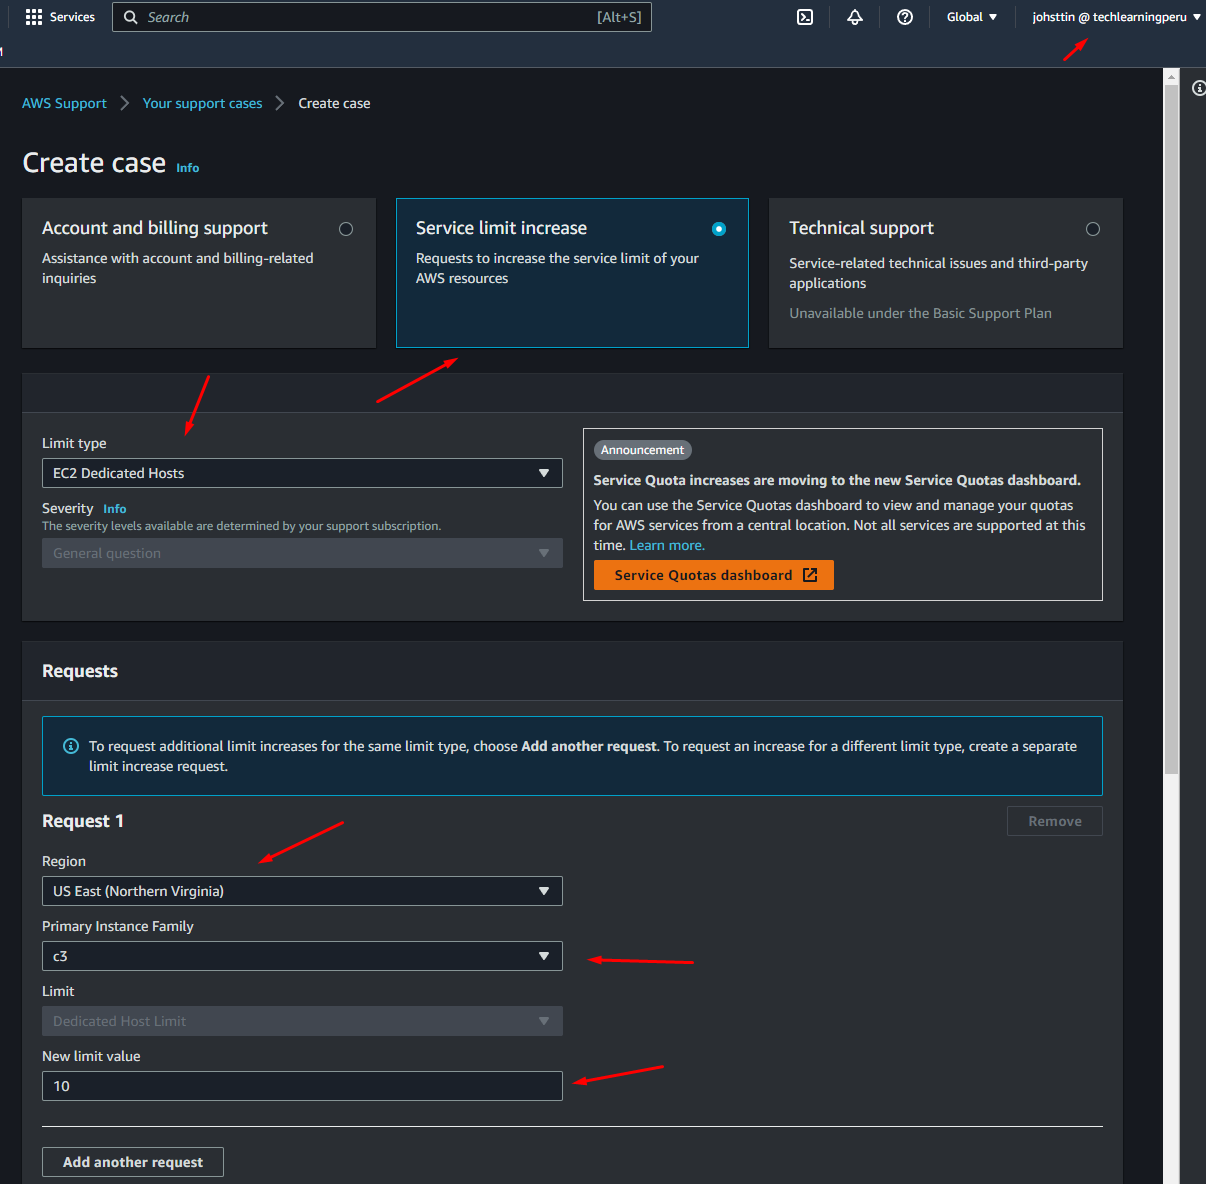 Services
Search
[Alt+S]
Global
johsttin @ techlearningperu
AWS Support
Your support cases
Create case
Create case
Info
Account and billing support
Assistance with account and billing-related
inquiries
Service limit increase
Requests to increase the service limit of your
AWS resources
Technical support
Service-related technical issues and third-party
applications
Unavailable under the Basic Support Plan
Limit type
EC2 Dedicated Hosts
Severity Info
The severity levels available are determined by your support subscription.
General question
Announcement
Service Quota increases are moving to the new Service Quotas dashboard.
You can use the Service Quotas dashboard to view and manage your quotas
for AWS services from a central location. Not all services are supported at this
time. Learn more.
Service Quotas dashboard
Requests
To request additional limit increases for the same limit type, choose Add another request. To request an increase for a different limit type, create a separate
limit increase request.
Request 1
Remove
Region
US East (Northern Virginia)
Primary Instance Family
c3
Limit
Dedicated Host Limit
New limit value
10
Add another request